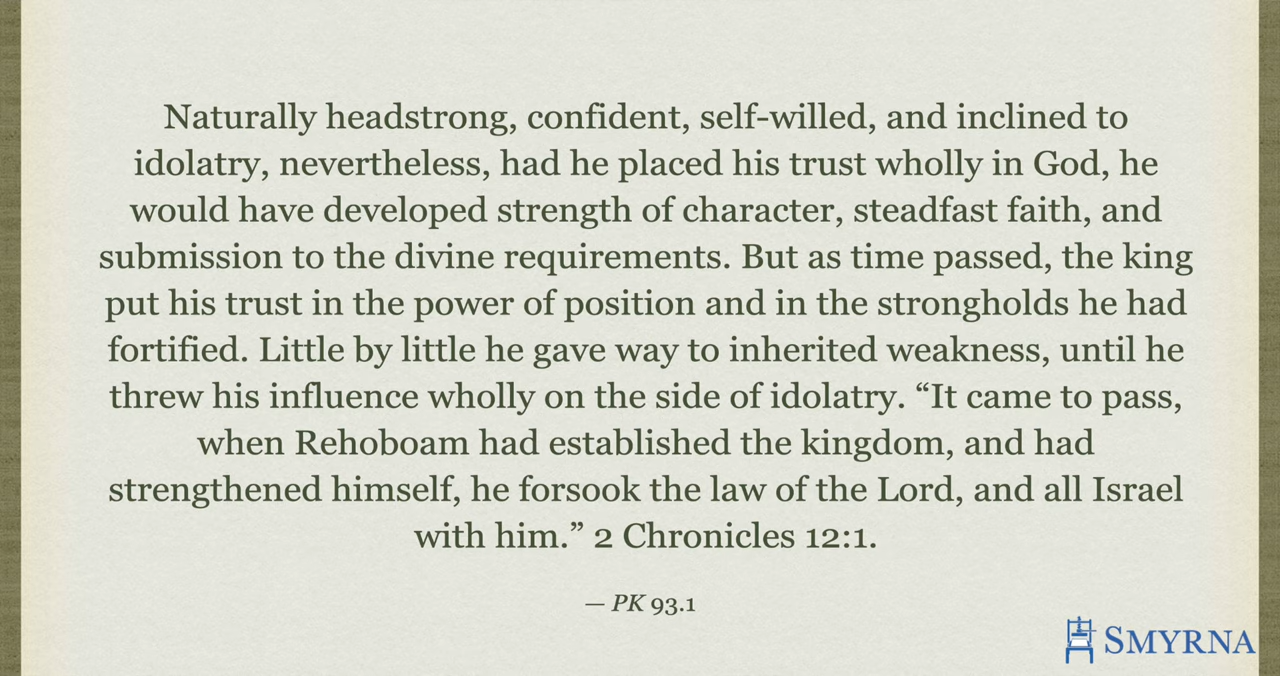 Naturally headstrong, confident, self-willed, and inclined to
idolatry, nevertheless, had he placed his trust wholly in God, he
would have developed strength of character, steadfast faith, and
submission to the divine requirements. But as time passed, the king
put his trust in the power of position and in the strongholds he had
fortified. Little by little he gave way to inherited weakness, until he
threw his influence wholly on the side of idolatry. “It came to pass,
when Rehoboam had established the kingdom, and had
strengthened himself, he forsook the law of the Lord, and all Israel
with him.” 2 Chronicles 12:1.
— PK 93.1
SMYRNA